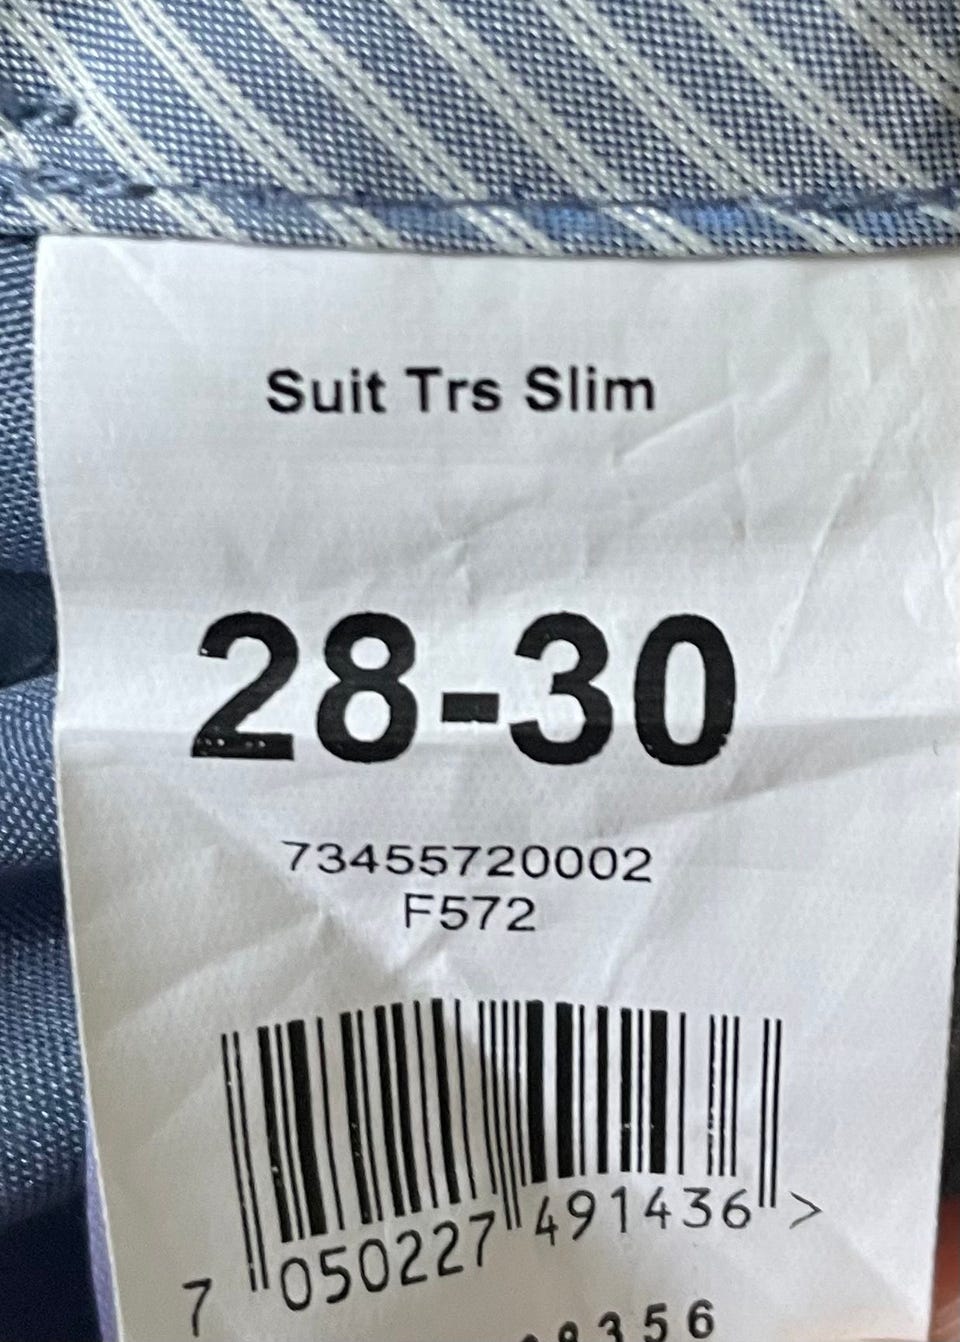 Suit Trs Slim
28-30
73455720002
F572
7 050227 491436 >